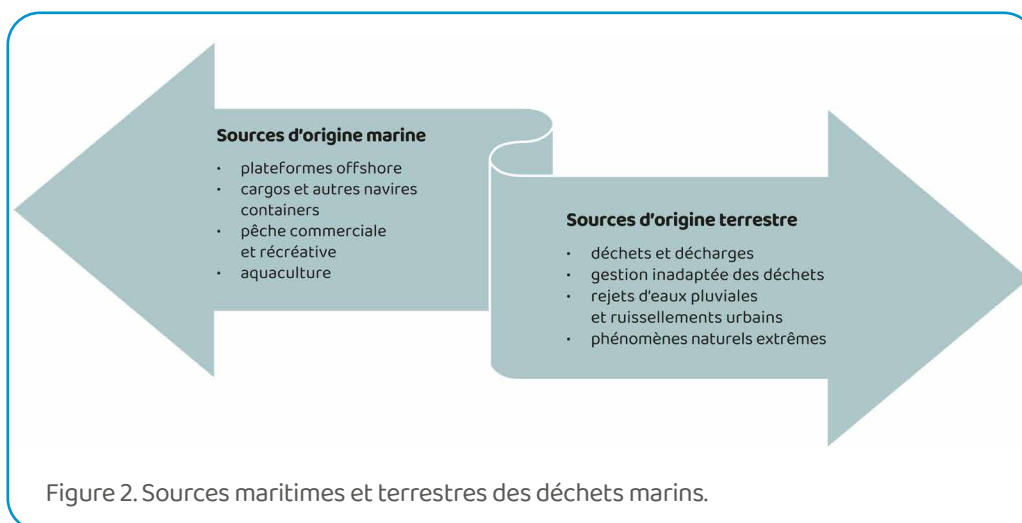 Sources d'origine marine
• plateformes offshore
• cargos et autres navires
containers
• pêche commerciale
et récréative
• aquaculture
Sources d'origine terrestre
• déchets et décharges
• gestion inadaptée des déchets
• rejets d'eaux pluviales
et ruissellements urbains
• phénomènes naturels extrêmes
Figure 2. Sources maritimes et terrestres des déchets marins.